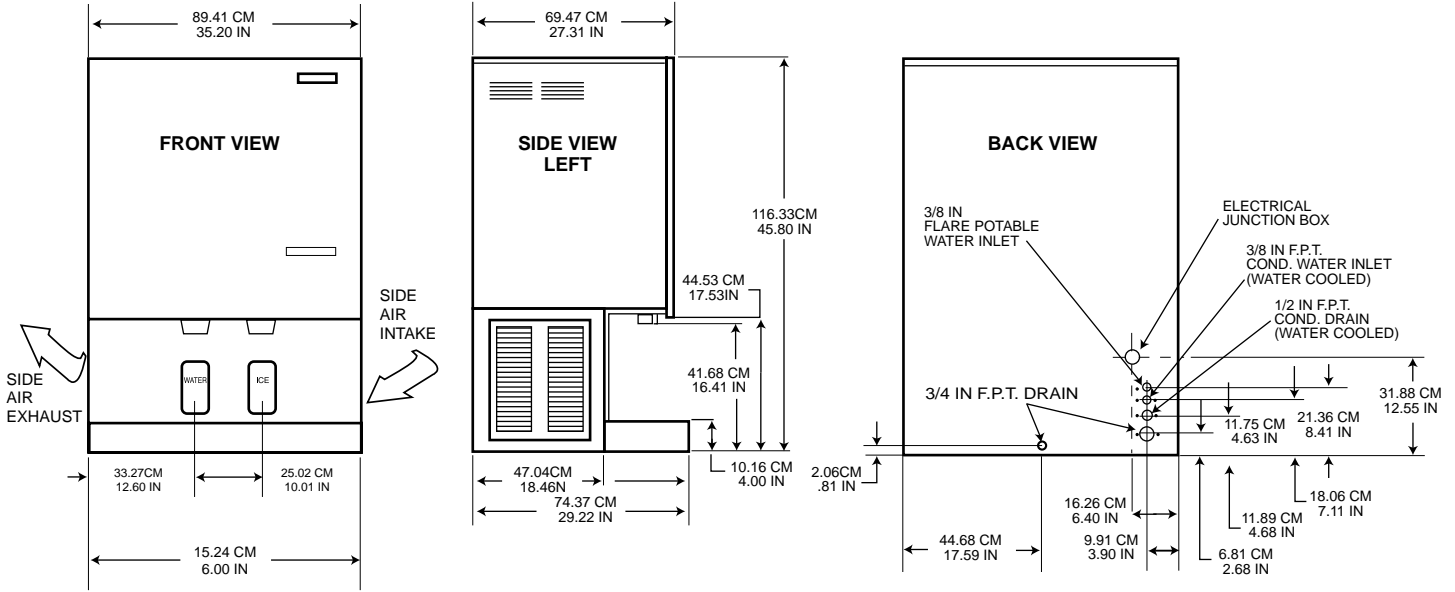 89.41 CM
35.20 IN
FRONT VIEW
SIDE
AIR
INTAKE
SIDE
AIR
EXHAUST
WATER
ICE
33.27CM
12.60 IN
25.02 CM
10.01 IN
15.24 CM
6.00 IN
69.47 CM
27.31 IN
SIDE VIEW
LEFT
116.33CM
45.80 IN
44.53 CM
17.53IN
41.68 CM
16.41 IN
10.16 CM
4.00 IN
47.04CM
18.46N
74.37 CM
29.22 IN
BACK VIEW
3/8 IN
FLARE POTABLE
WATER INLET
ELECTRICAL
JUNCTION BOX
3/8 IN F.P.T.
COND. WATER INLET
(WATER COOLED)
1/2 IN F.P.T.
COND. DRAIN
(WATER COOLED)
3/4 IN F.P.T. DRAIN
31.88 CM
12.55 IN
21.36 CM
8.41 IN
11.75 CM
4.63 IN
2.06CM
.81 IN
16.26 CM
6.40 IN
18.06 CM
7.11 IN
11.89 CM
4.68 IN
44.68 CM
17.59 IN
9.91 CM
3.90 IN
6.81 CM
2.68 IN